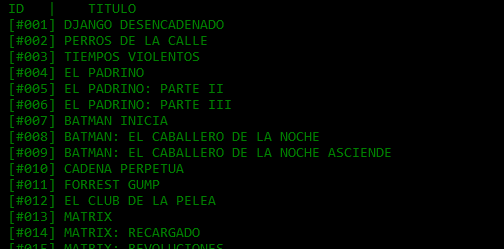 ID | TITULO
[#001] DJANGO DESENCADENADO
[#002] PERROS DE LA CALLE
[#003] TIEMPOS VIOLENTOS
[#004] EL PADRINO
[#005] EL PADRINO: PARTE II
[#006] EL PADRINO: PARTE III
[#007] BATMAN INICIA
[#008] BATMAN: EL CABALLERO DE LA NOCHE
[#009] BATMAN: EL CABALLERO DE LA NOCHE ASCIENDE
[#010] CADENA PERPETUA
[#011] FORREST GUMP
[#012] EL CLUB DE LA PELEA
[#013] MATRIX
[#014] MATRIX: RECARGADO
[#015] MATRIX: REVOLUCIONES